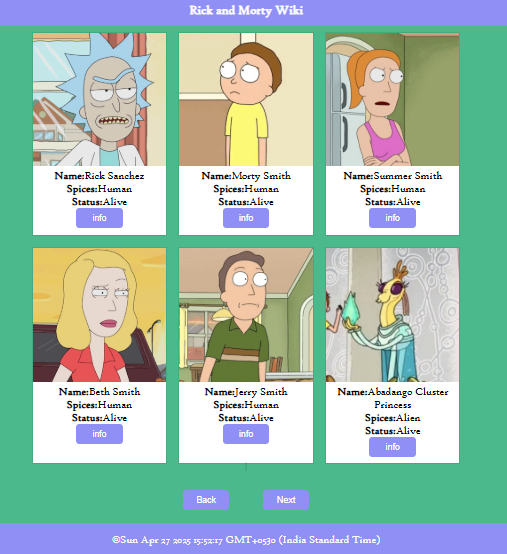 Rick and Morty Wiki
Name:Rick Sanchez
Spices:Human
Status:Alive
info
Name:Morty Smith
Spices:Human
Status:Alive
info
Name:Summer Smith
Spices:Human
Status:Alive
info
Name:Beth Smith
Spices:Human
Status:Alive
info
Name:Jerry Smith
Spices:Human
Status:Alive
info
Name:Abadango Cluster
Princess
Spices:Alien
Status:Alive
info
Back
Next
©Sun Apr 27 2025 15:52:17 GMT+0530 (India Standard Time)